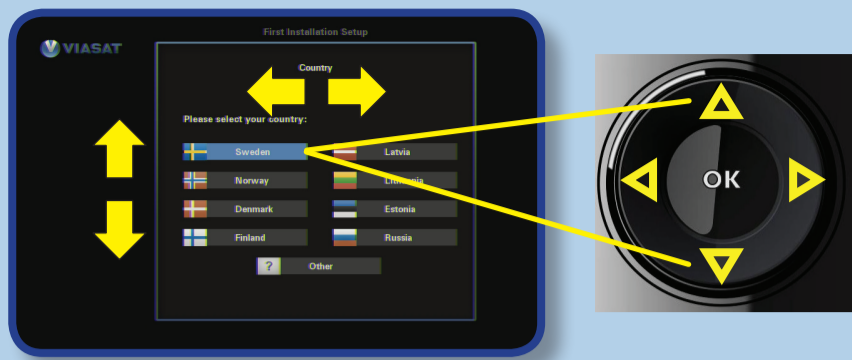 First Installation Setup
VIASAT
Country
Please select your country:
Sweden
Latvia
Norway
Lithuania
Denmark
Estonia
Finland
Russia
? Other
OK